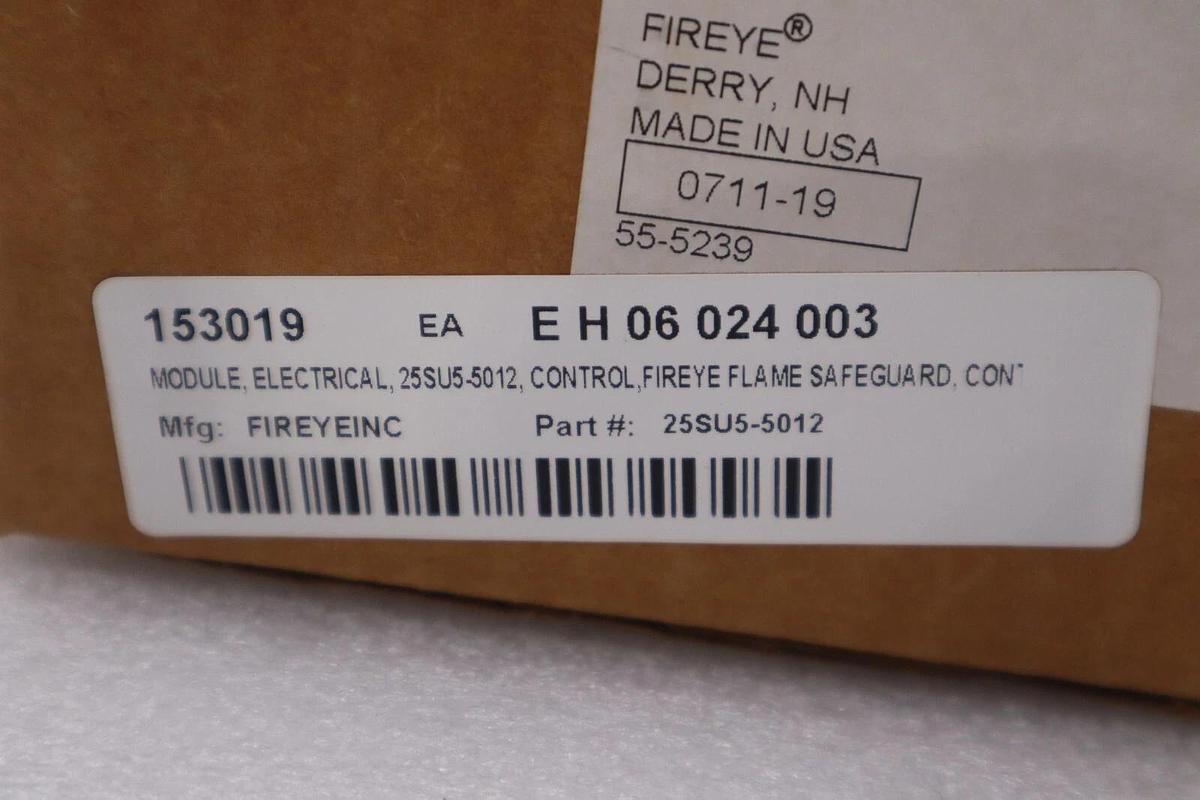 FIREYE®
DERRY, NH
MADE IN USA
0711-19
55-5239
153019 EA E H 06 024 003
MODULE, ELECTRICAL, 25SU5-5012, CONTROL,FIREYE FLAME SAFEGUARD, CONT
Mfg: FIREYEINC Part #: 25SU5-5012